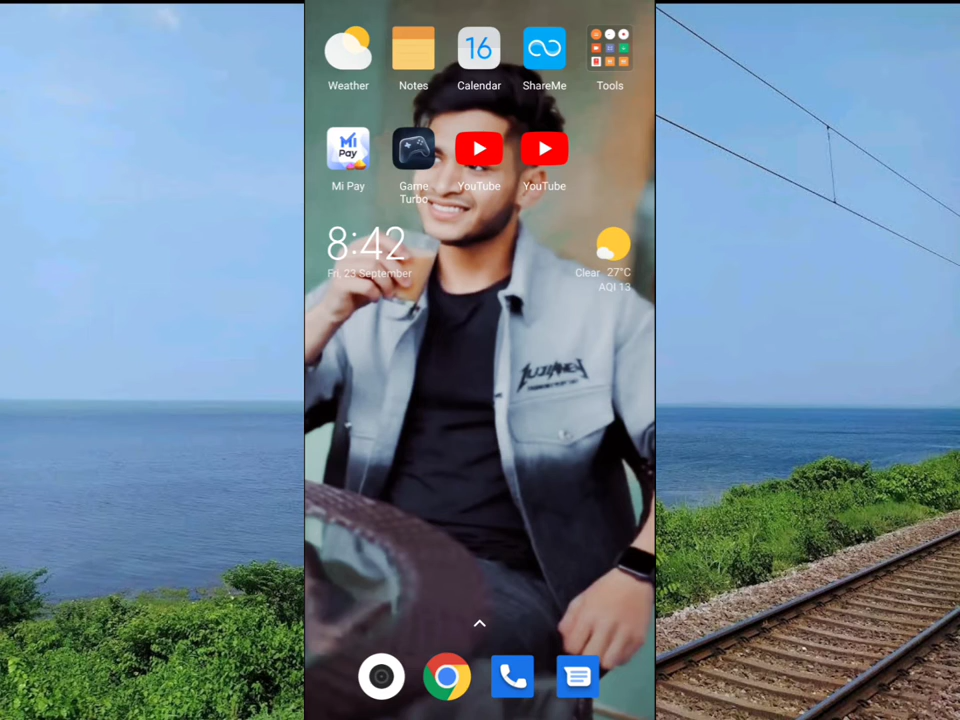 16
Weather
Notes
Calendar
ShareMe
Tools
Mi
Pay
Mi Pay
Game
Turbo
YouTube
YouTube
8:42
Fri, 23 September
Clear 27°C
AQI 13